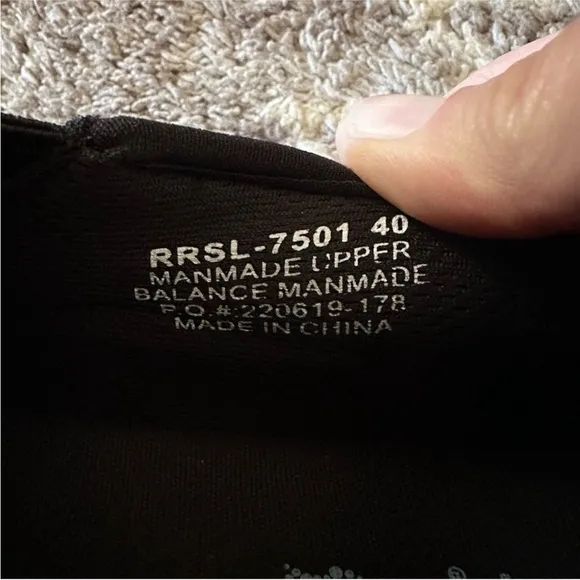 RRSL-7501 40
MANMADE UPPER
BALANCE MANMADE
P.O.#:220619-178
MADE IN CHINA